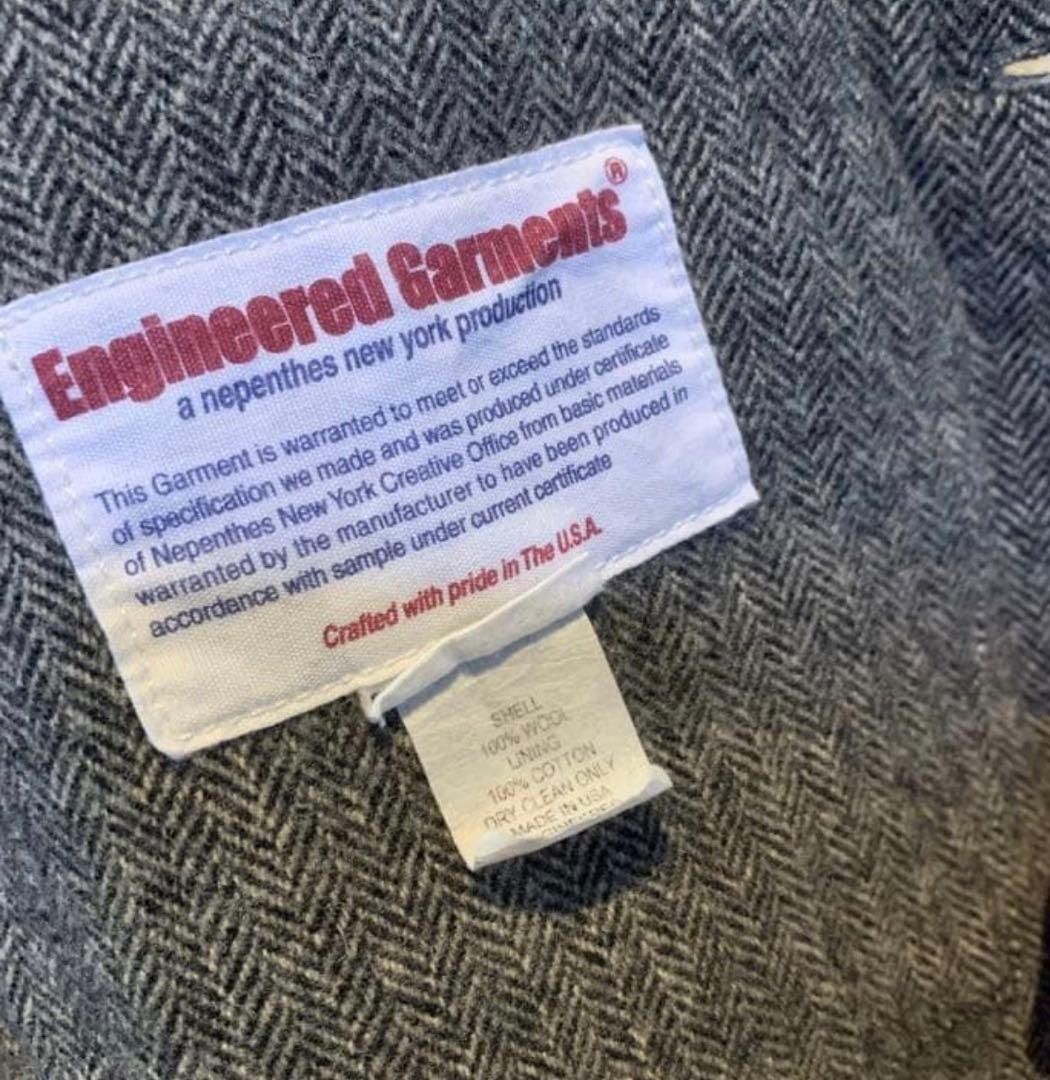 Engineered Garments®
a nepenthes new york production
This Garment is warranted to meet or exceed the standards
of specification we made and was produced under certificate
of Nepenthes New York Creative Office from basic materials
warranted by the manufacturer to have been produced in
accordance with sample under current certificate
Crafted with pride in The U.S.A.
SHELL
100% WOOL
LINING
100% COTTON
DRY CLEAN ONLY
MADE IN USA